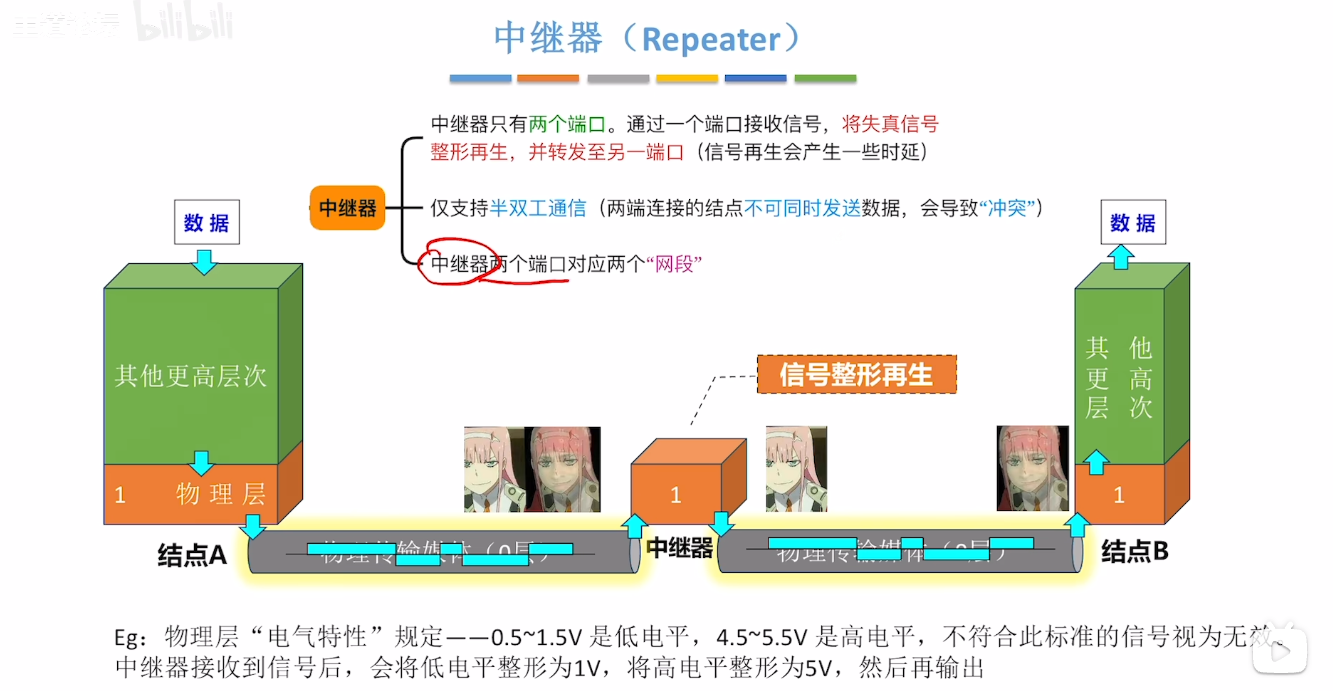 bilibili
中继器（Repeater）
中继器只有两个端口。通过一个端口接收信号，将失真信号
整形再生，并转发至另一端口（信号再生会产生一些时延）
中继器
仅支持半双工通信（两端连接的结点不可同时发送数据，会导致“冲突”）
中继器两个端口对应两个“网段”
数据
数据
其他更高层次
信号整形再生
其他
更高
层次
1 物理层
1
1
结点A
物理传输媒体（0层）
中继器
物理传输媒体（0层）
结点B
Eg：物理层“电气特性”规定——0.5~1.5V 是低电平，4.5~5.5V 是高电平，不符合此标准的信号视为无效。
中继器接收到信号后，会将低电平整形为1V，将高电平整形为5V，然后再输出